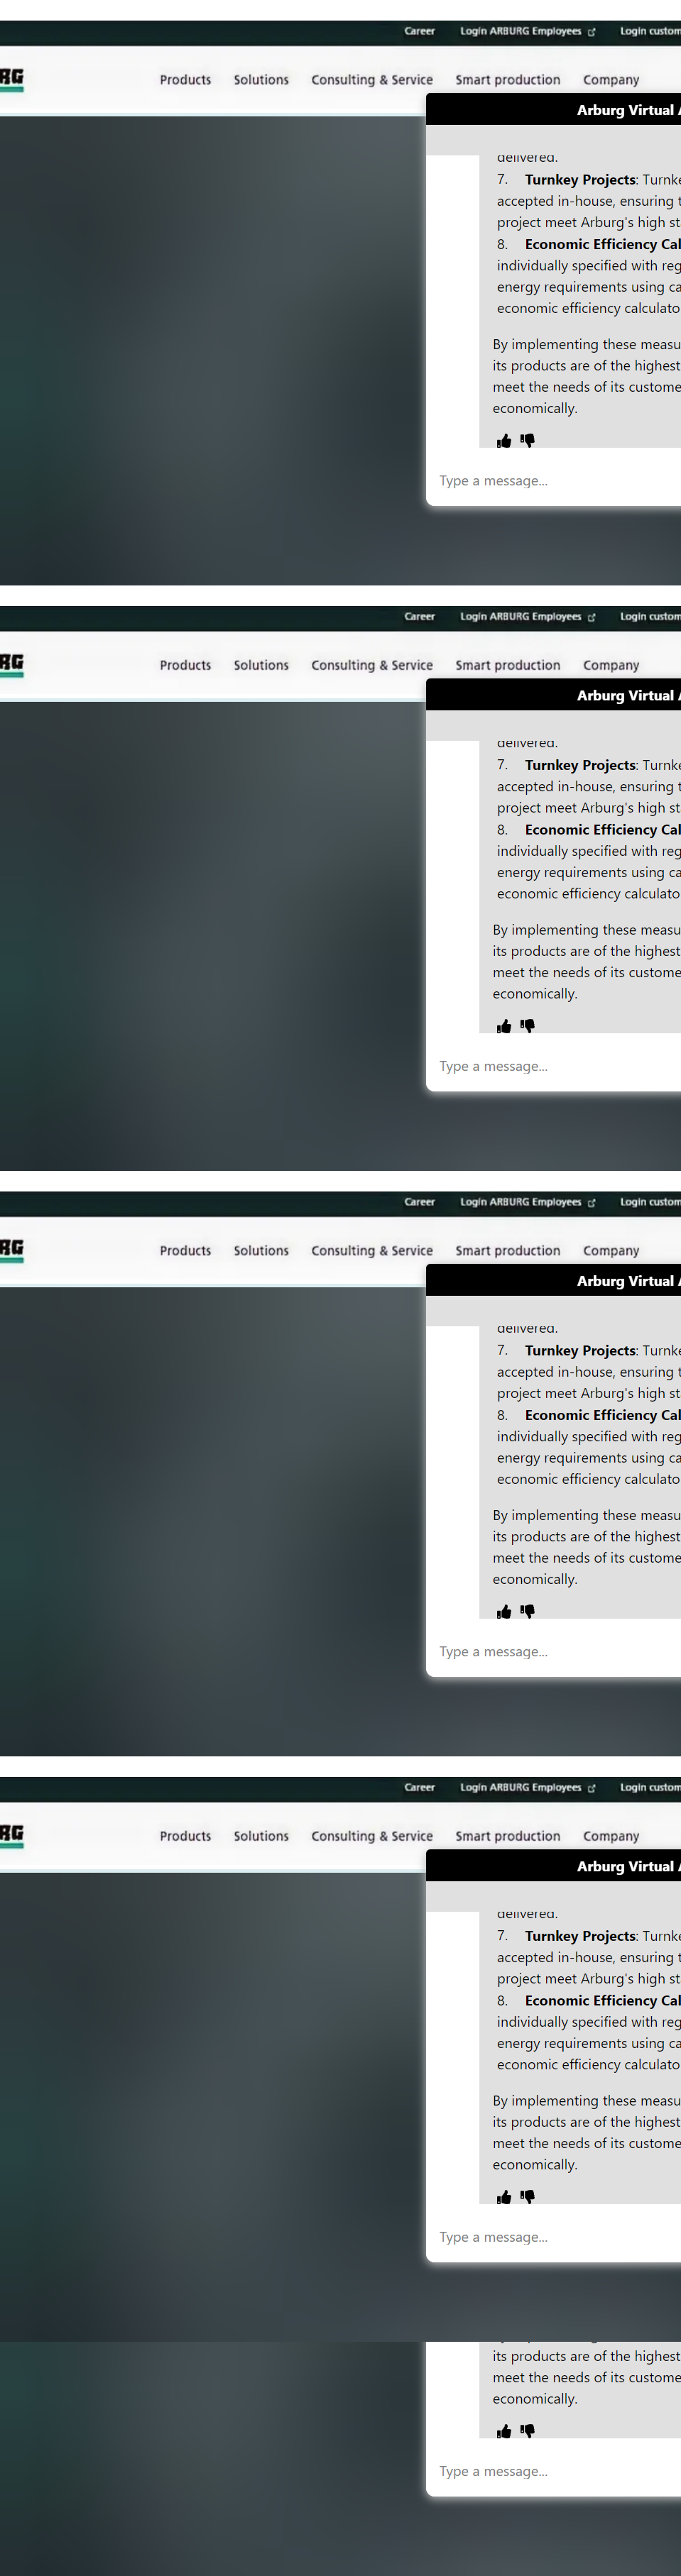 Career Login ARBURG Employees Login custom
RG
Products Solutions Consulting & Service Smart production Company
Arburg Virtual A
delivered.
7. Turnkey Projects: Turnke
accepted in-house, ensuring t
project meet Arburg's high st
8. Economic Efficiency Cal
individually specified with reg
energy requirements using ca
economic efficiency calculato
By implementing these measu
its products are of the highest
meet the needs of its custome
economically.
Type a message...
Career Login ARBURG Employees Login custom
RG
Products Solutions Consulting & Service Smart production Company
Arburg Virtual A
delivered.
7. Turnkey Projects: Turnke
accepted in-house, ensuring t
project meet Arburg's high st
8. Economic Efficiency Cal
individually specified with reg
energy requirements using ca
economic efficiency calculato
By implementing these measu
its products are of the highest
meet the needs of its custome
economically.
Type a message...
Career Login ARBURG Employees Login custom
RG
Products Solutions Consulting & Service Smart production Company
Arburg Virtual A
delivered.
7. Turnkey Projects: Turnke
accepted in-house, ensuring t
project meet Arburg's high st
8. Economic Efficiency Cal
individually specified with reg
energy requirements using ca
economic efficiency calculato
By implementing these measu
its products are of the highest
meet the needs of its custome
economically.
Type a message...
Career Login ARBURG Employees Login custom
RG
Products Solutions Consulting & Service Smart production Company
Arburg Virtual A
delivered.
7. Turnkey Projects: Turnke
accepted in-house, ensuring t
project meet Arburg's high st
8. Economic Efficiency Cal
individually specified with reg
energy requirements using ca
economic efficiency calculato
By implementing these measu
its products are of the highest
meet the needs of its custome
economically.
Type a message...
its products are of the highest
meet the needs of its custome
economically.
Type a message...